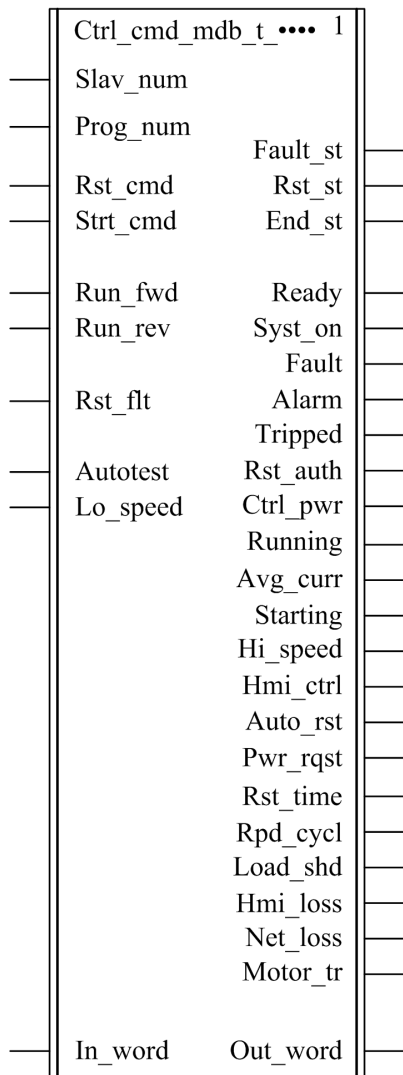 Ctrl_cmd_mdb_t_•••• 1
Slav_num
Prog_num
Fault_st
Rst_cmd Rst_st
Strt_cmd End_st
Run_fwd Ready
Run_rev Syst_on
Fault
Rst_flt Alarm
Tripped
Autotest Rst_auth
Lo_speed Ctrl_pwr
Running
Avg_curr
Starting
Hi_speed
Hmi_ctrl
Auto_rst
Pwr_rqst
Rst_time
Rpd_cycl
Load_shd
Hmi_loss
Net_loss
Motor_tr
In_word Out_word